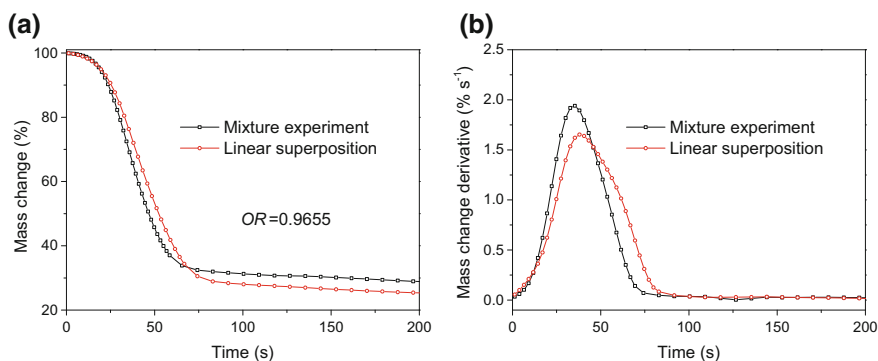 (a)
100
80
60
40
20
Mass change (%)
Mixture experiment
Linear superposition
OR=0.9655
0
50
100
150
200
Time (s)
(b)
2.5
2.0
1.5
1.0
0.5
0.0
Mass change derivative (% s⁻¹)
Mixture experiment
Linear superposition
0
50
100
150
200
Time (s)